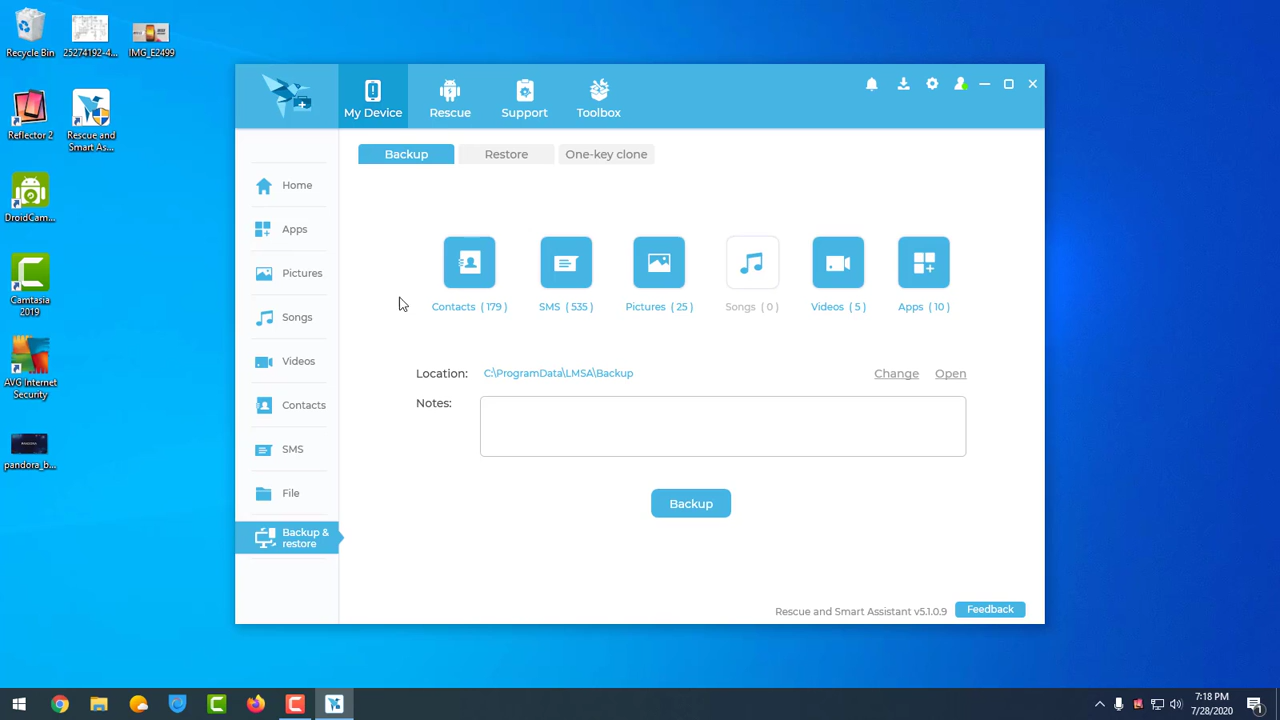 Recycle Bin
25274192-4...
IMG_E2499
Reflector 2
Rescue and
Smart As...
DroidCam...
Camtasia
2019
AVG Internet
Security
pandora_b...
My Device
Rescue
Support
Toolbox
Home
Apps
Pictures
Songs
Videos
Contacts
SMS
File
Backup &
restore
Backup
Restore
One-key clone
Contacts ( 179 )
SMS ( 535 )
Pictures ( 25 )
Songs ( 0 )
Videos ( 5 )
Apps ( 10 )
Location: C:\ProgramData\LMSA\Backup Change Open
Notes:
Backup
Rescue and Smart Assistant v5.1.0.9
Feedback
7:18 PM
7/28/2020
1